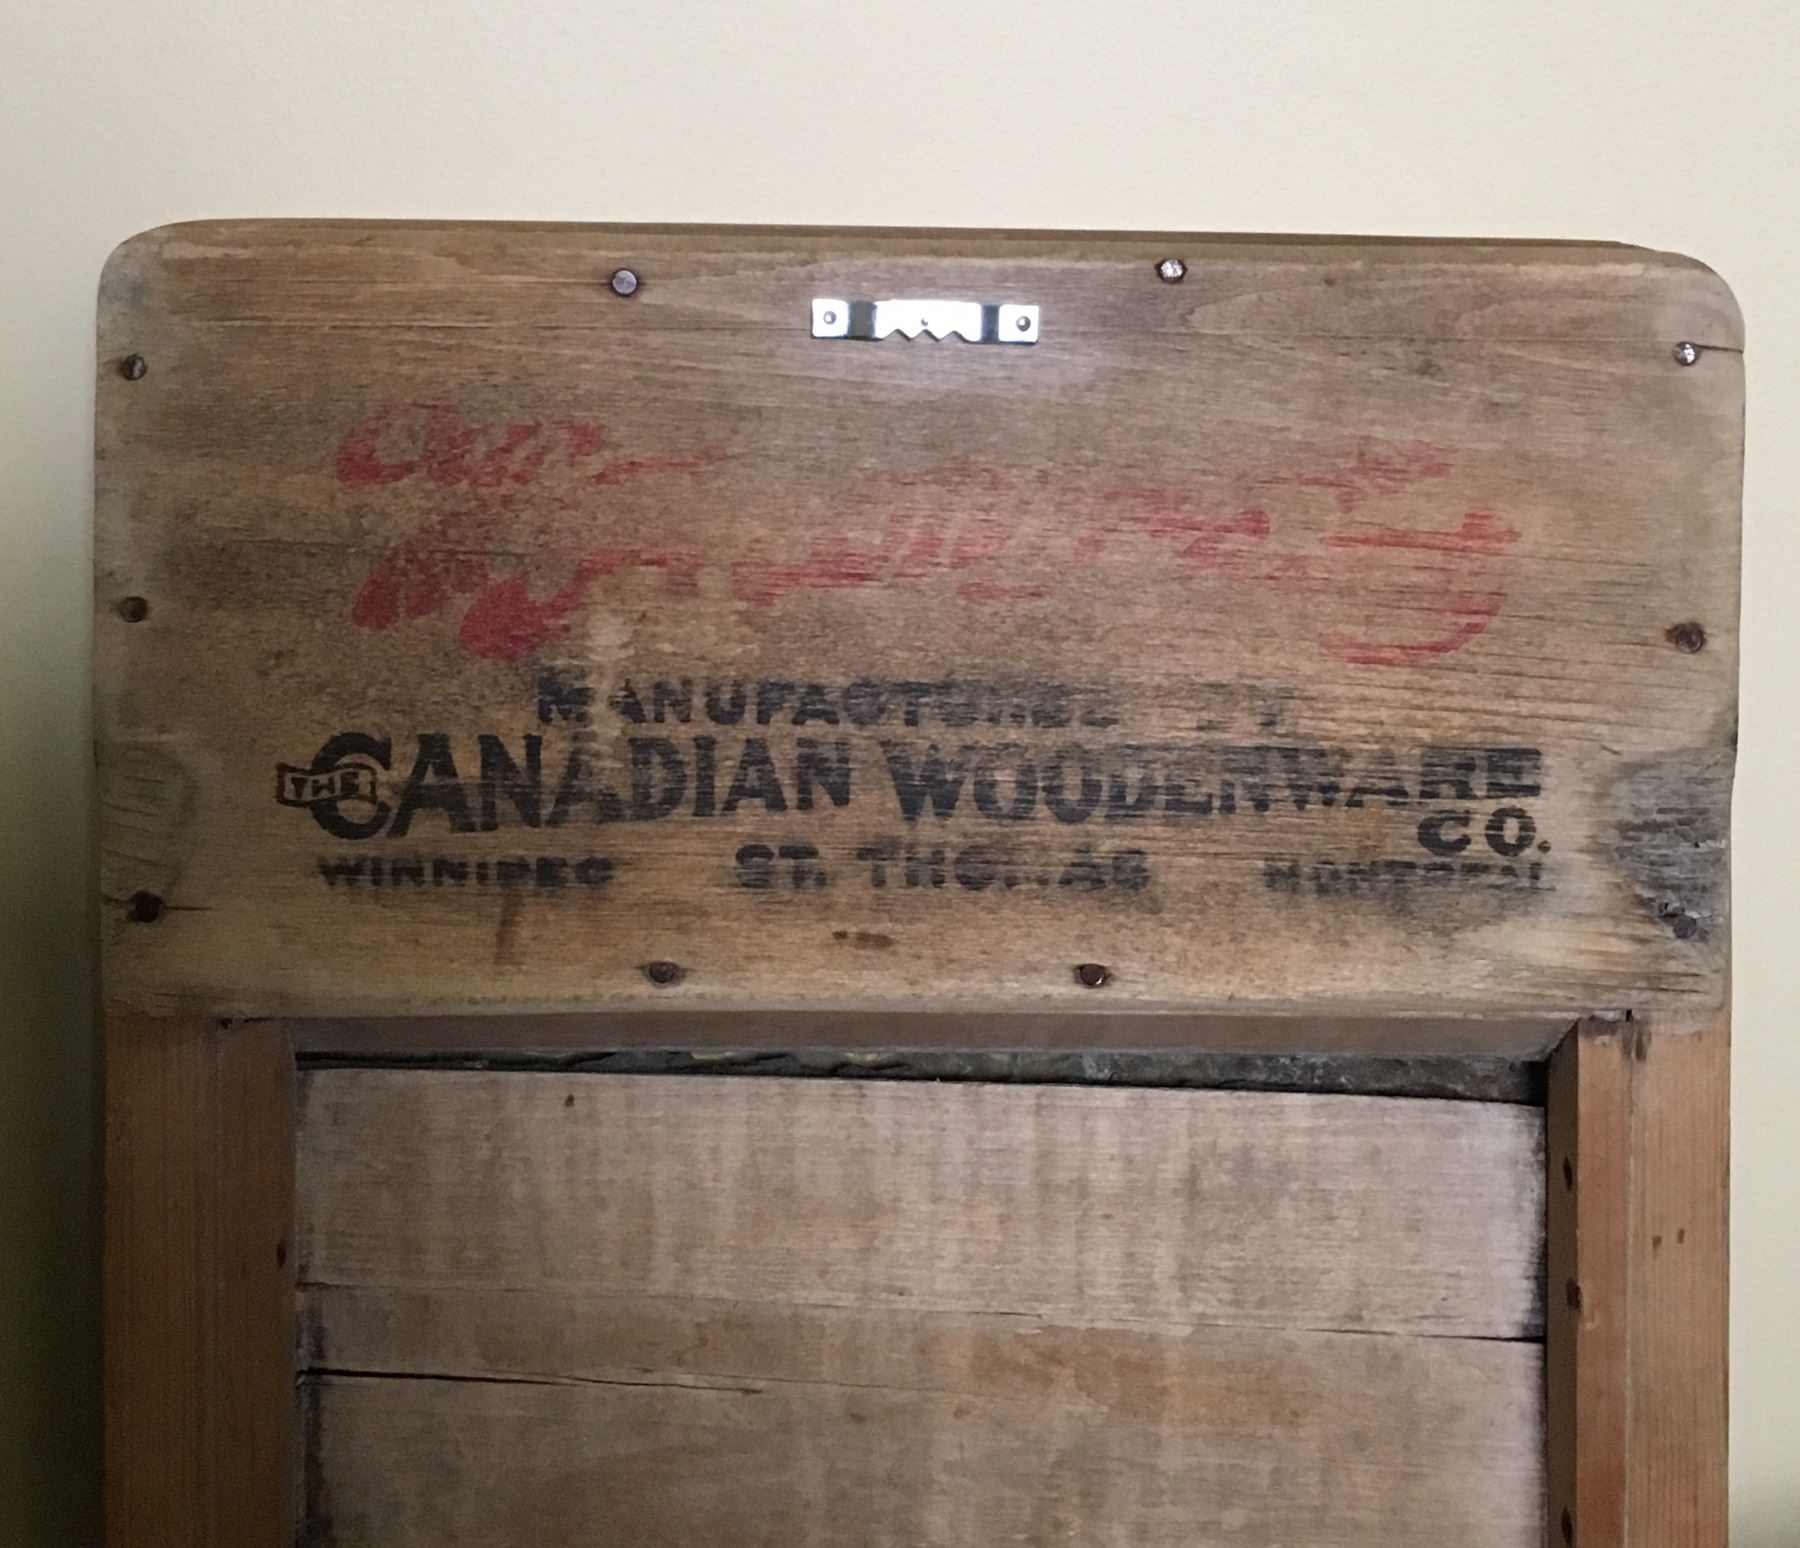 MANUFACTURED BY
THE CANADIAN WOODENWARE
CO.
WINNIPEG ST. THOMAS MONTREAL